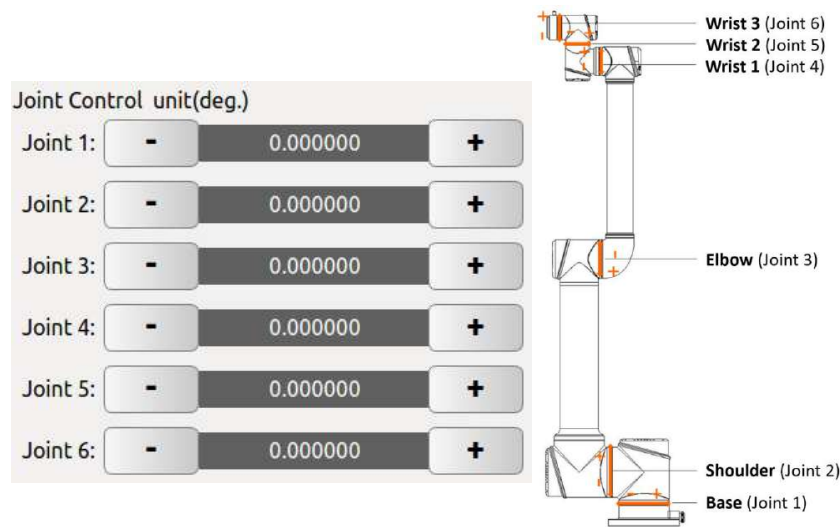 Joint Control unit(deg.)
Joint 1: - 0.000000 +
Joint 2: - 0.000000 +
Joint 3: - 0.000000 +
Joint 4: - 0.000000 +
Joint 5: - 0.000000 +
Joint 6: - 0.000000 +
Wrist 3 (Joint 6)
Wrist 2 (Joint 5)
Wrist 1 (Joint 4)
Elbow (Joint 3)
Shoulder (Joint 2)
Base (Joint 1)